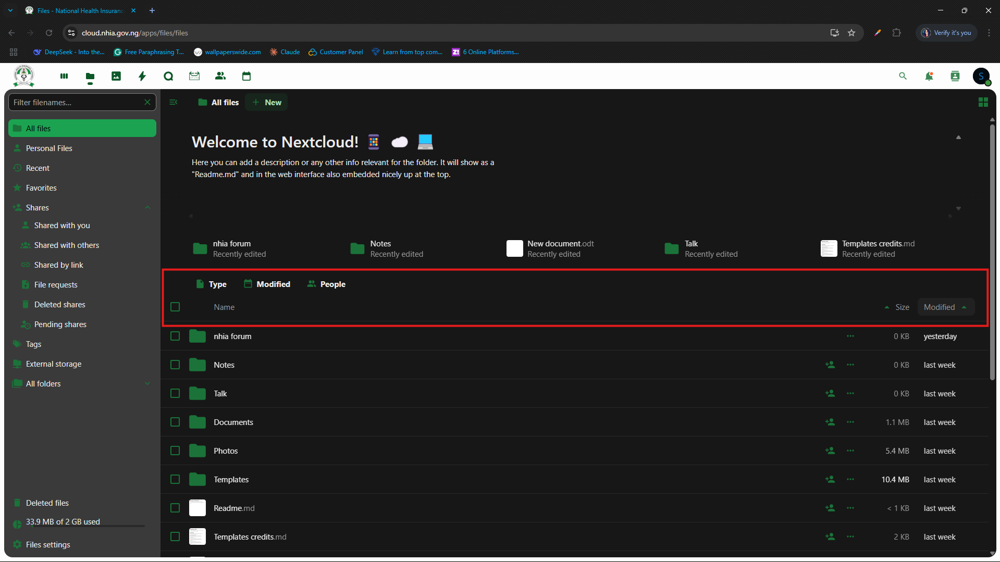 Files - National Health Insuranc
cloud.nhia.gov.ng/apps/files/files
Verify it's you
DeepSeek - Into the...
Free Paraphrasing T...
wallpaperswide.com
Claude
Customer Panel
Learn from top com...
Z!
6 Online Platforms...
S
Filter filenames...
All files
New
All files
Personal Files
Recent
Favorites
Shares
Shared with you
Shared with others
Shared by link
File requests
Deleted shares
Pending shares
Tags
External storage
All folders
Deleted files
33.9 MB of 2 GB used
Files settings
Welcome to Nextcloud!
Here you can add a description or any other info relevant for the folder. It will show as a
"Readme.md" and in the web interface also embedded nicely up at the top.
nhia forum
Recently edited
Notes
Recently edited
New document.odt
Recently edited
Talk
Recently edited
Templates credits.md
Recently edited
Type Modified People
Name Size Modified
nhia forum 0 KB yesterday
Notes 0 KB last week
Talk 0 KB last week
Documents 1.1 MB last week
Photos 5.4 MB last week
Templates 10.4 MB last week
Readme.md < 1 KB last week
Templates credits.md 2 KB last week